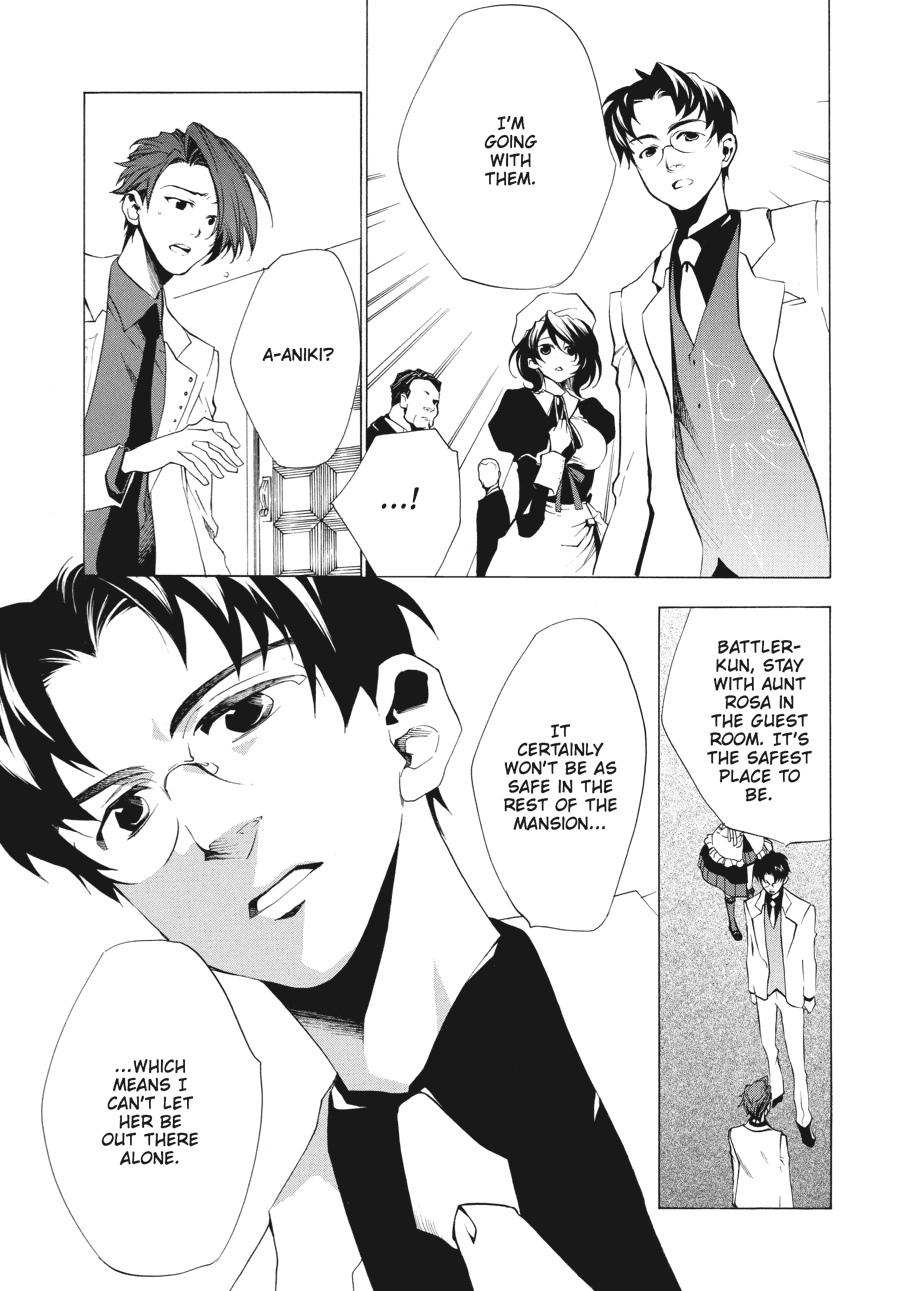 I'M
GOING
WITH
THEM.
...!
A-ANIKI?
BATTLER-
KUN, STAY
WITH AUNT
ROSA IN
THE GUEST
ROOM. IT'S
THE SAFEST
PLACE TO
BE.
IT
CERTAINLY
WON'T BE AS
SAFE IN THE
REST OF THE
MANSION...
...WHICH
MEANS I
CAN'T LET
HER BE
OUT THERE
ALONE.